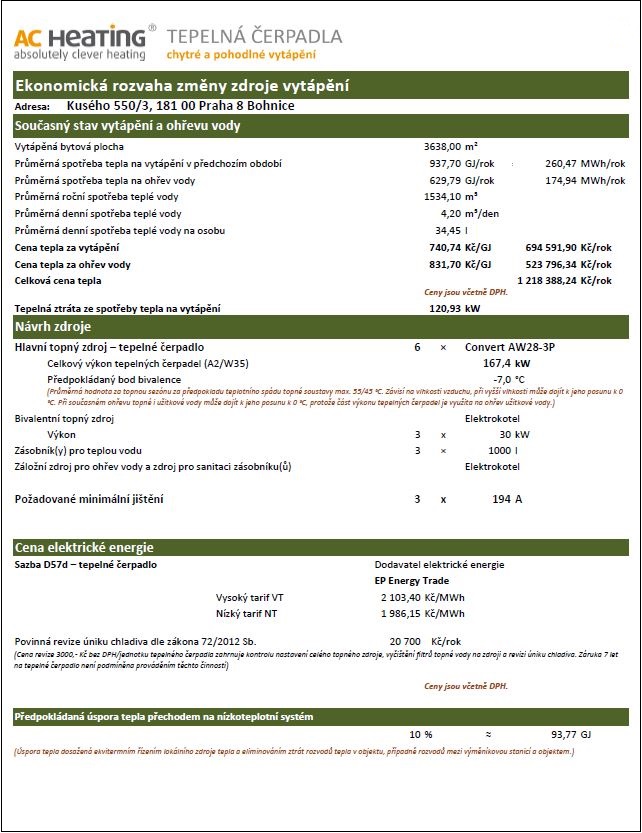 AC HEATING® TEPELNÁ ČERPADLA
absolutely clever heating chytré a pohodlné vytápění
Ekonomická rozvaha změny zdroje vytápění
Adresa: Kusého 550/3, 181 00 Praha 8 Bohnice
Současný stav vytápění a ohřevu vody
Vytápěná bytová plocha 3638,00 m²
Průměrná spotřeba tepla na vytápění v předchozím období 937,70 GJ/rok : 260,47 MWh/rok
Průměrná spotřeba tepla na ohřev vody 629,79 GJ/rok 174,94 MWh/rok
Průměrná roční spotřeba teplé vody 1534,10 m³
Průměrná denní spotřeba teplé vody 4,20 m³/den
Průměrná denní spotřeba teplé vody na osobu 34,45 l
Cena tepla za vytápění 740,74 Kč/GJ 694 591,90 Kč/rok
Cena tepla za ohřev vody 831,70 Kč/GJ 523 796,34 Kč/rok
Celková cena tepla 1 218 388,24 Kč/rok
Ceny jsou včetně DPH.
Tepelná ztráta ze spotřeby tepla na vytápění 120,93 kW
Návrh zdroje
Hlavní topný zdroj – tepelné čerpadlo 6 × Convert AW28-3P
Celkový výkon tepelných čerpadel (A2/W35) 167,4 kW
Předpokládaný bod bivalence -7,0 °C
(Průměrná hodnota za topnou sezónu za předpokladu teplotního spádu topné soustavy max. 55/45 °C. Závisí na vlhkosti vzduchu, při vyšší vlhkosti může dojít k jeho posunu k 0
°C. Při současném ohřevu topné i užitkové vody může dojít k jeho posunu k 0 °C, protože část výkonu tepelných čerpadel je využita na ohřev užitkové vody.)
Bivalentní topný zdroj Elektrokotel
Výkon 3 x 30 kW
Zásobník(y) pro teplou vodu 3 × 1000 l
Záložní zdroj pro ohřev vody a zdroj pro sanitaci zásobníku(ů) Elektrokotel
Požadované minimální jištění 3 x 194 A
Cena elektrické energie
Sazba D57d – tepelné čerpadlo Dodavatel elektrické energie
EP Energy Trade
Vysoký tarif VT 2 103,40 Kč/MWh
Nízký tarif NT 1 986,15 Kč/MWh
Povinná revize úniku chladiva dle zákona 72/2012 Sb. 20 700 Kč/rok
(Cena revize 3000,- Kč bez DPH/jednotku tepelného čerpadla zahrnuje kontrolu nastavení celého topného zdroje, vyčištění filtrů topné vody na zdroji a revizi úniku chladiva. Záruka 7 let
na tepelné čerpadlo není podmíněna prováděním těchto činností)
Ceny jsou včetně DPH.
Předpokládaná úspora tepla přechodem na nízkoteplotní systém
10 % ≈ 93,77 GJ
(Úspora tepla dosažená ekvitermním řízením lokálního zdroje tepla a eliminováním ztrát rozvodů tepla v objektu, případně rozvodů mezi výměníkovou stanicí a objektem.)